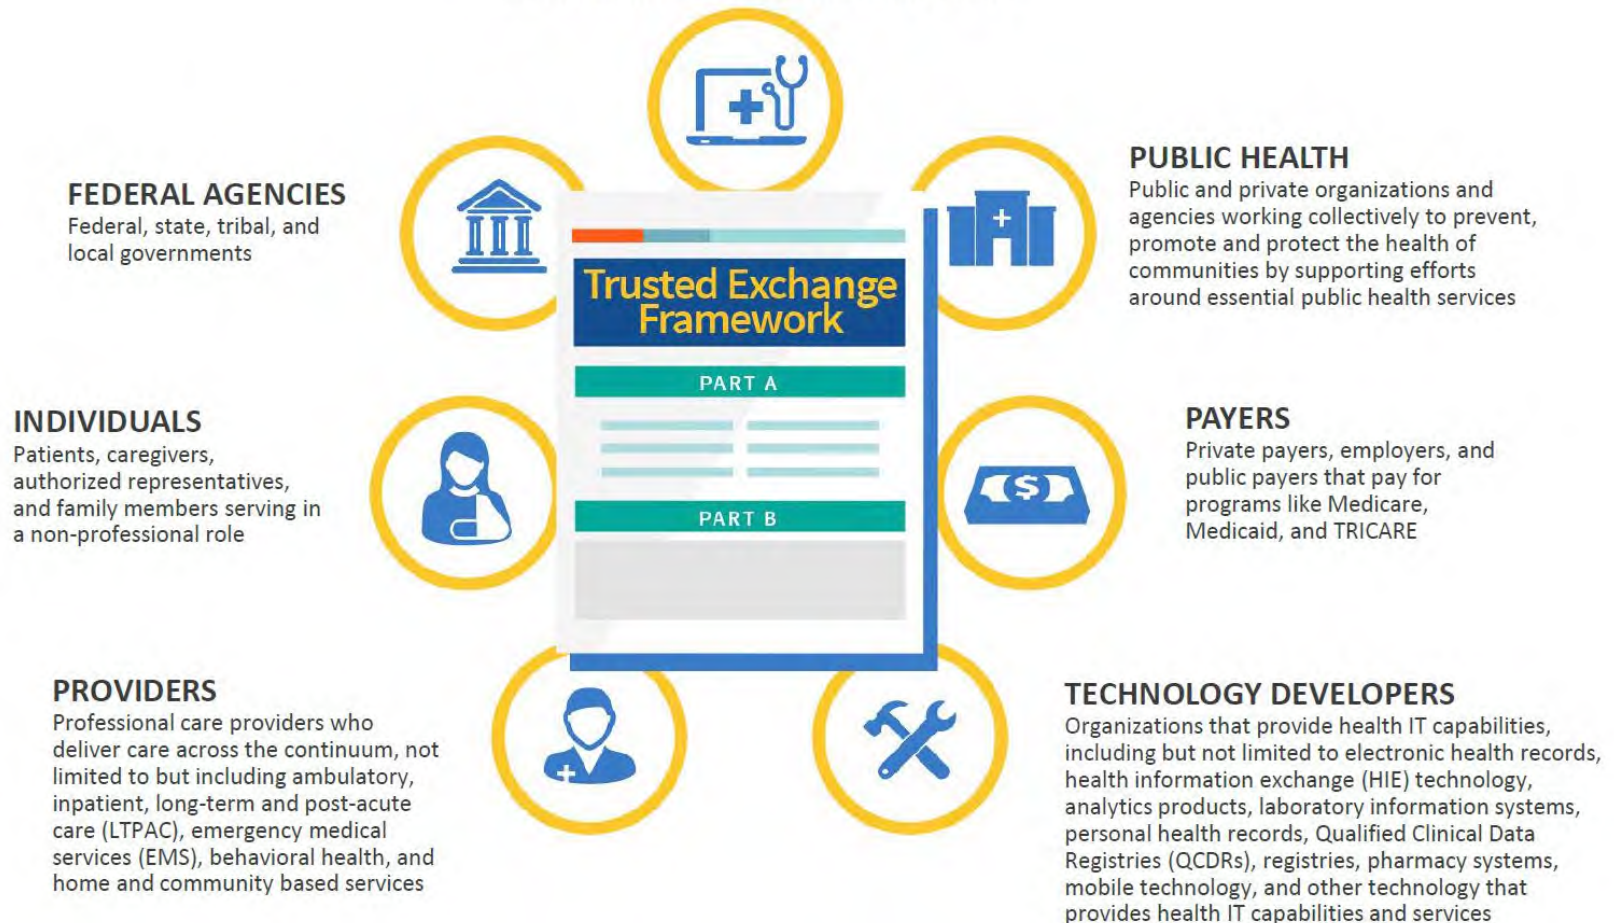 FEDERAL AGENCIES
Federal, state, tribal, and
local governments
PUBLIC HEALTH
Public and private organizations and
agencies working collectively to prevent,
promote and protect the health of
communities by supporting efforts
around essential public health services
Trusted Exchange
Framework
PART A
PART B
INDIVIDUALS
Patients, caregivers,
authorized representatives,
and family members serving in
a non-professional role
PAYERS
Private payers, employers, and
public payers that pay for
programs like Medicare,
Medicaid, and TRICARE
PROVIDERS
Professional care providers who
deliver care across the continuum, not
limited to but including ambulatory,
inpatient, long-term and post-acute
care (LTPAC), emergency medical
services (EMS), behavioral health, and
home and community based services
TECHNOLOGY DEVELOPERS
Organizations that provide health IT capabilities,
including but not limited to electronic health records,
health information exchange (HIE) technology,
analytics products, laboratory information systems,
personal health records, Qualified Clinical Data
Registries (QCDRs), registries, pharmacy systems,
mobile technology, and other technology that
provides health IT capabilities and services